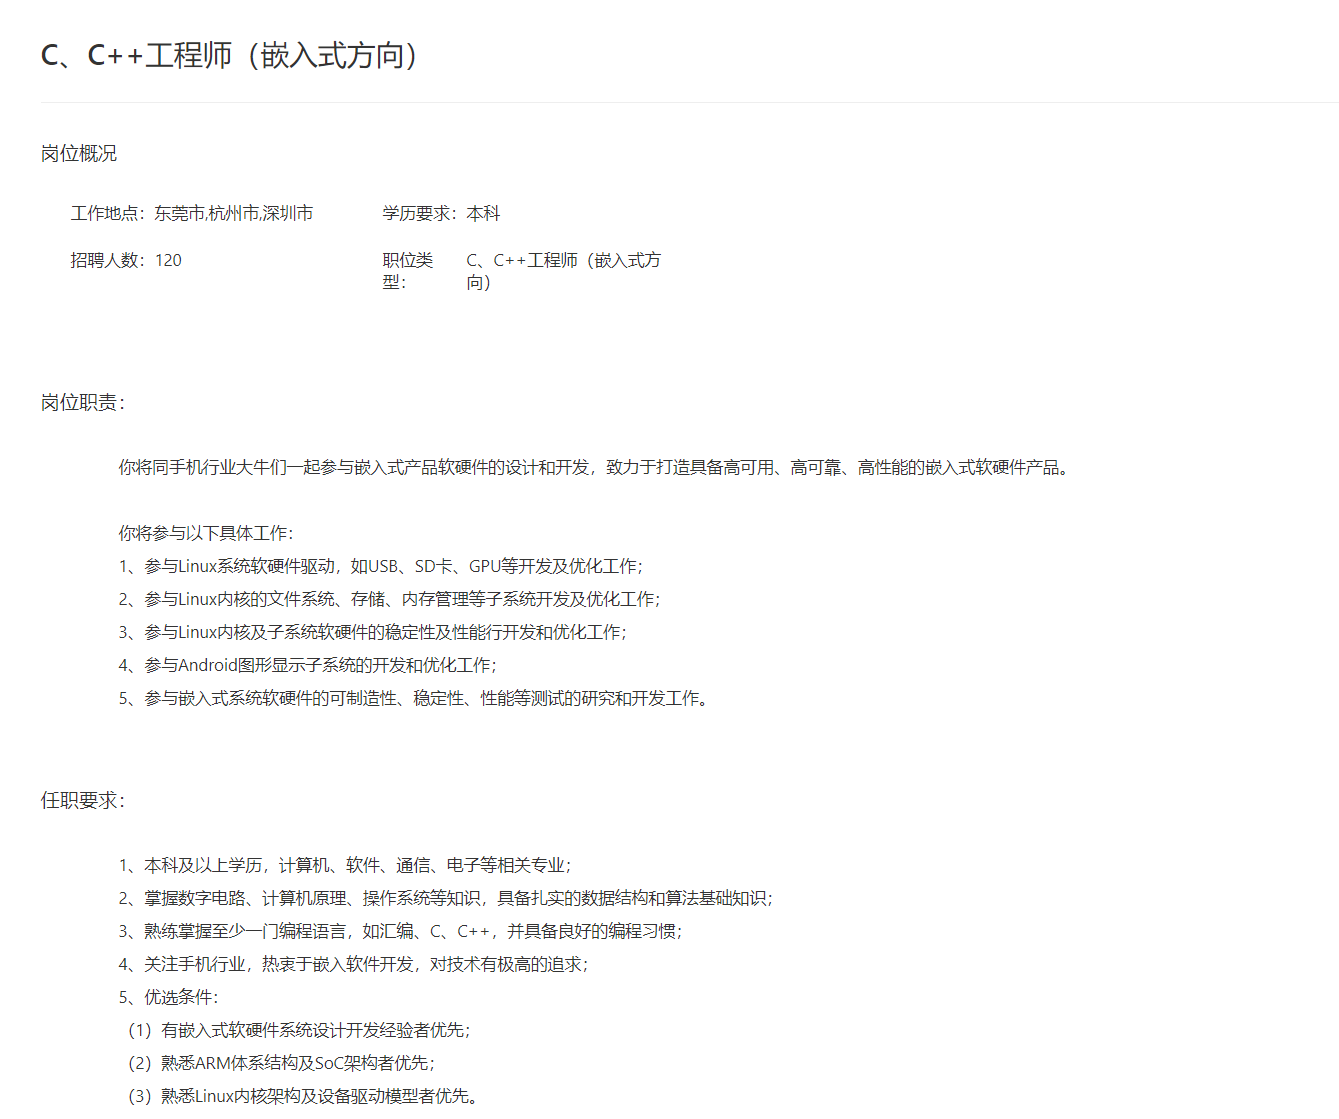 C、C++工程师（嵌入式方向）
岗位概况
工作地点：东莞市,杭州市,深圳市 学历要求：本科
招聘人数：120 职位类型： C、C++工程师（嵌入式方向）
岗位职责：
你将同手机行业大牛们一起参与嵌入式产品软硬件的设计和开发，致力于打造具备高可用、高可靠、高性能的嵌入式软硬件产品。
你将参与以下具体工作：
1、参与Linux系统软硬件驱动，如USB、SD卡、GPU等开发及优化工作；
2、参与Linux内核的文件系统、存储、内存管理等子系统开发及优化工作；
3、参与Linux内核及子系统软硬件的稳定性及性能行开发和优化工作；
4、参与Android图形显示子系统的开发和优化工作；
5、参与嵌入式系统软硬件的可制造性、稳定性、性能等测试的研究和开发工作。
任职要求：
1、本科及以上学历，计算机、软件、通信、电子等相关专业；
2、掌握数字电路、计算机原理、操作系统等知识，具备扎实的数据结构和算法基础知识；
3、熟练掌握至少一门编程语言，如汇编、C、C++，并具备良好的编程习惯；
4、关注手机行业，热衷于嵌入软件开发，对技术有极高的追求；
5、优选条件：
（1）有嵌入式软硬件系统设计开发经验者优先；
（2）熟悉ARM体系结构及SoC架构者优先；
（3）熟悉Linux内核架构及设备驱动模型者优先。